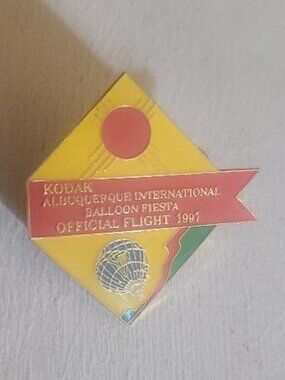 KODAK
ALBUQUERQUE INTERNATIONAL
BALLOON FIESTA
OFFICIAL FLIGHT 1997